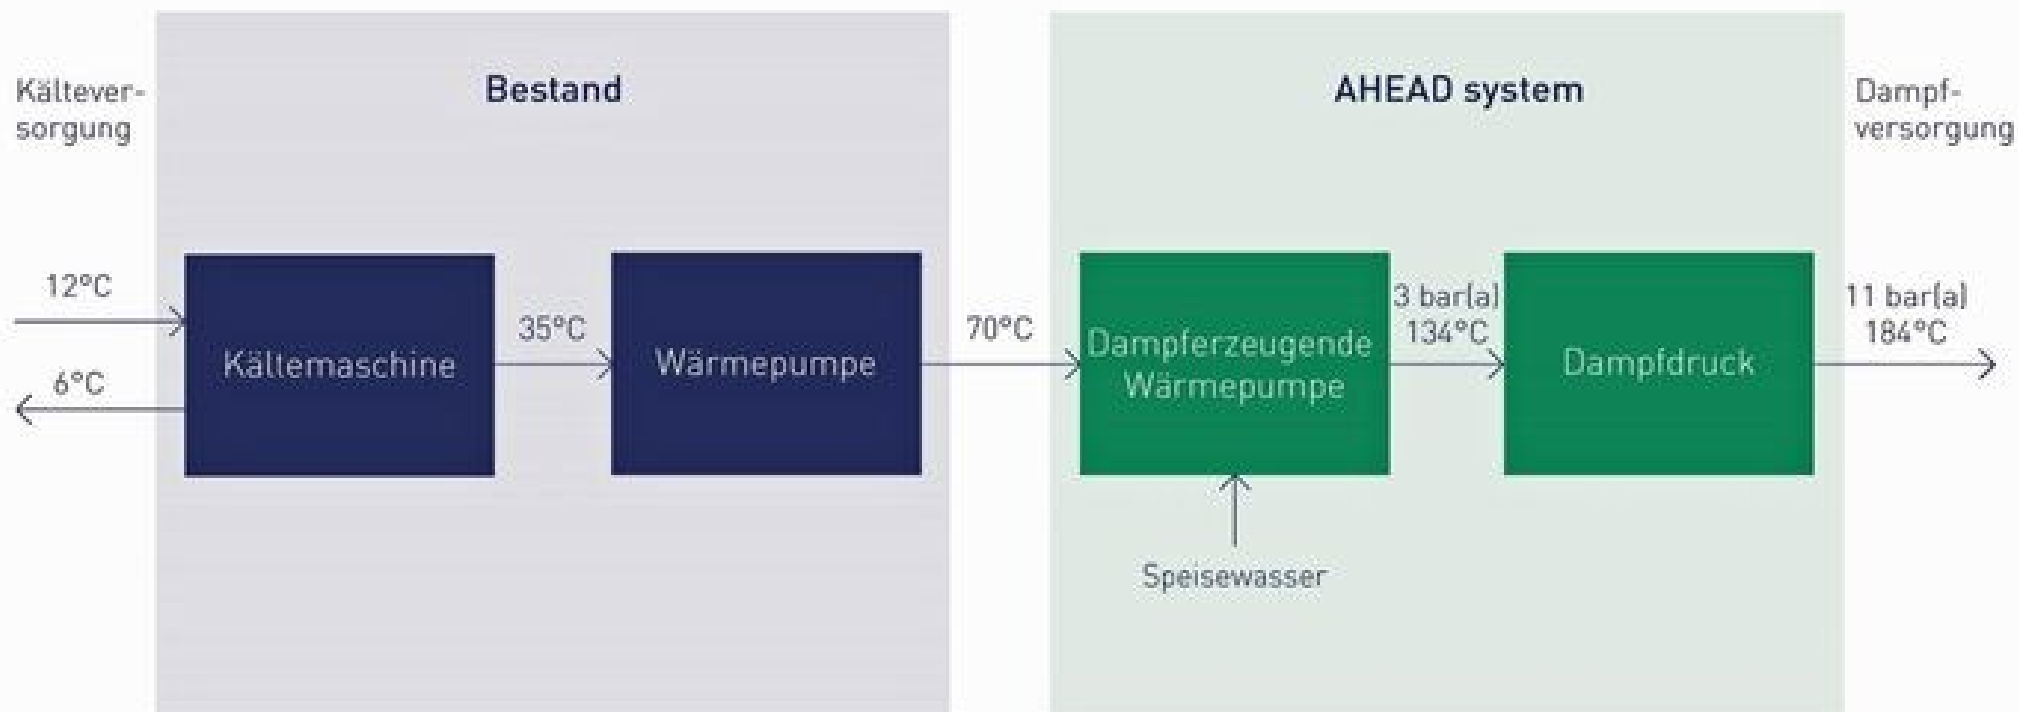 Kältever-
sorgung
Bestand
AHEAD system
Dampf-
versorgung
12°C
6°C
Kältemaschine
35°C
Wärmepumpe
70°C
Dampferzeugende
Wärmepumpe
3 bar(a)
134°C
Dampfdruck
11 bar(a)
184°C
Speisewasser